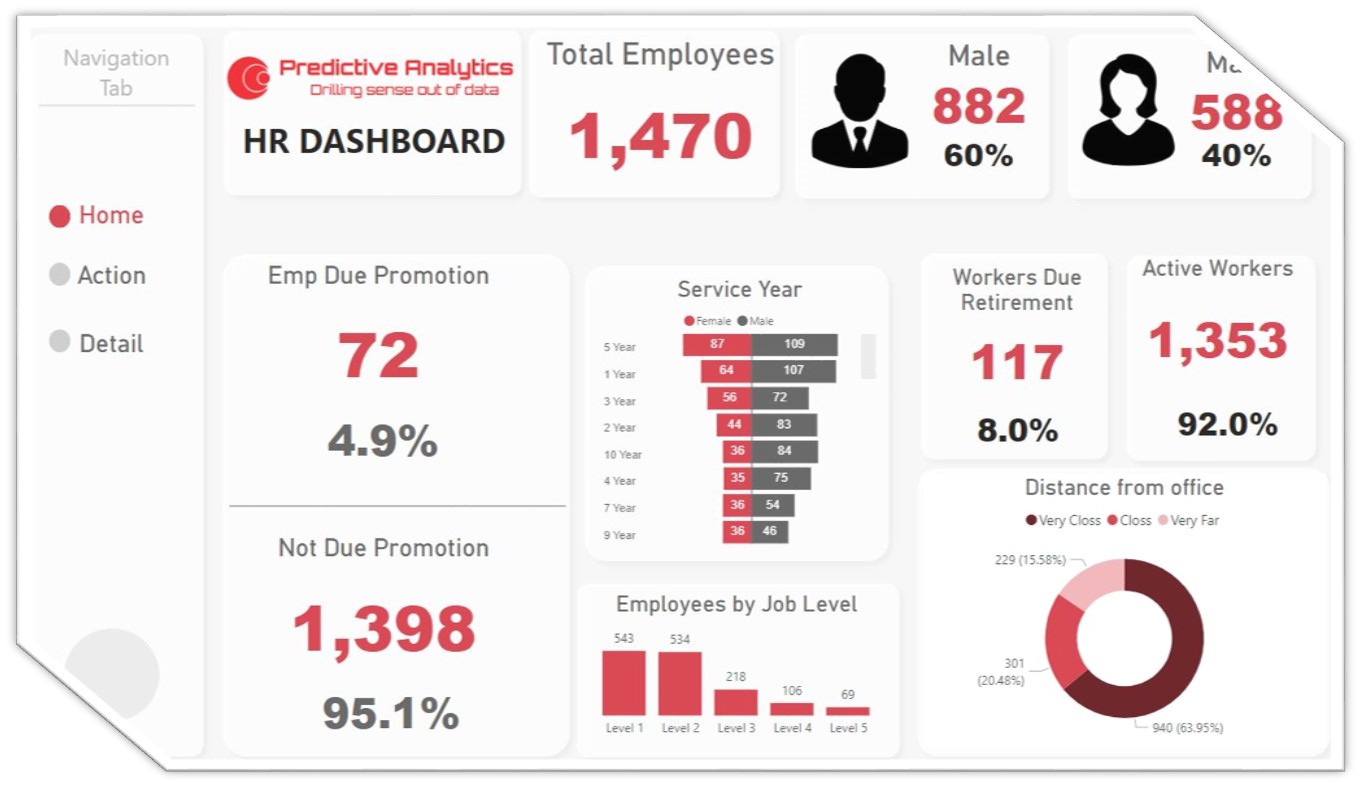 Navigation
Tab
Home
Action
Detail
Predictive Analytics
Drilling sense out of data
HR DASHBOARD
Total Employees
1,470
Male
882
60%
588
40%
Emp Due Promotion
72
4.9%
Not Due Promotion
1,398
95.1%
Service Year
Female Male
5 Year 87 109
1 Year 64 107
3 Year 56 72
2 Year 44 83
10 Year 36 84
4 Year 35 75
7 Year 36 54
9 Year 36 46
Employees by Job Level
543 534 218 106 69
Level 1 Level 2 Level 3 Level 4 Level 5
Workers Due
Retirement
117
8.0%
Active Workers
1,353
92.0%
Distance from office
Very Closs Closs Very Far
229 (15.58%)
301
(20.48%)
940 (63.95%)